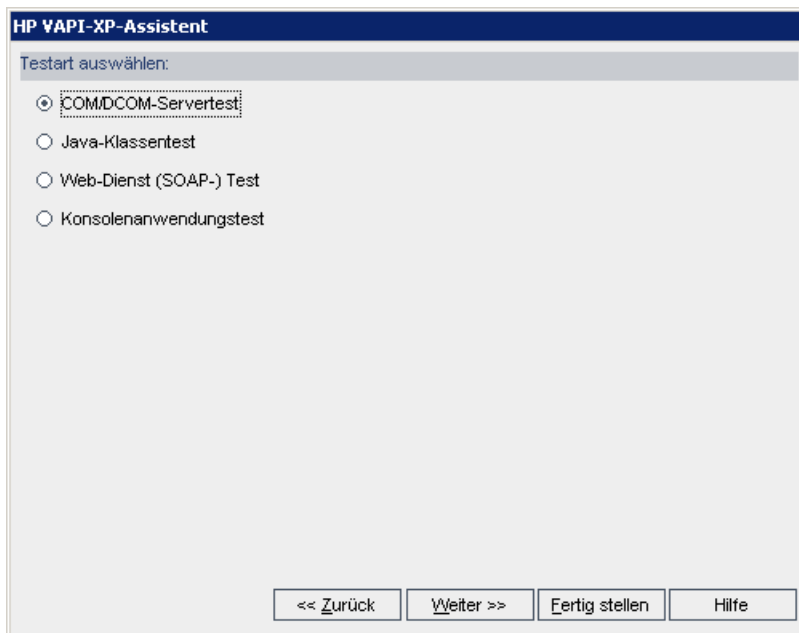 HP VAPI-XP-Assistent
Testart auswählen:
COM/DCOM-Servertest
Java-Klassentest
Web-Dienst (SOAP-) Test
Konsolenanwendungstest
<< Zurück Weiter >> Fertig stellen Hilfe